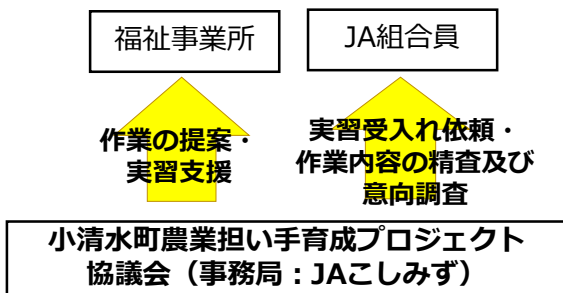 福祉事業所
JA組合員
作業の提案・
実習支援
実習受入れ依頼・
作業内容の精査及び
意向調査
小清水町農業担い手育成プロジェクト
協議会（事務局：JAこしみず）